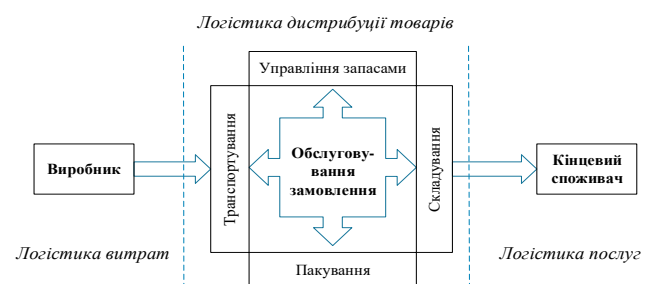 Логістика дистрибуції товарів
Управління запасами
Транспортування
Виробник
Обслугову-
вання
замовлення
Складування
Кінцевий
споживач
Логістика витрат
Логістика послуг
Пакування